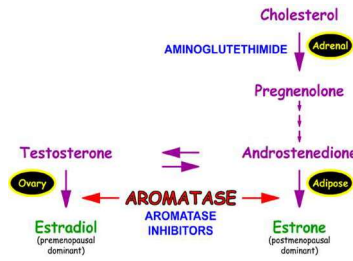 Cholesterol
AMINOGLUTETHIMIDE
Adrenal
Pregnenolone
Testosterone
Androstenedione
Ovary
Adipose
AROMATASE
Estradiol
(premenopausal
dominant)
AROMATASE
INHIBITORS
Estrone
(postmenopausal
dominant)